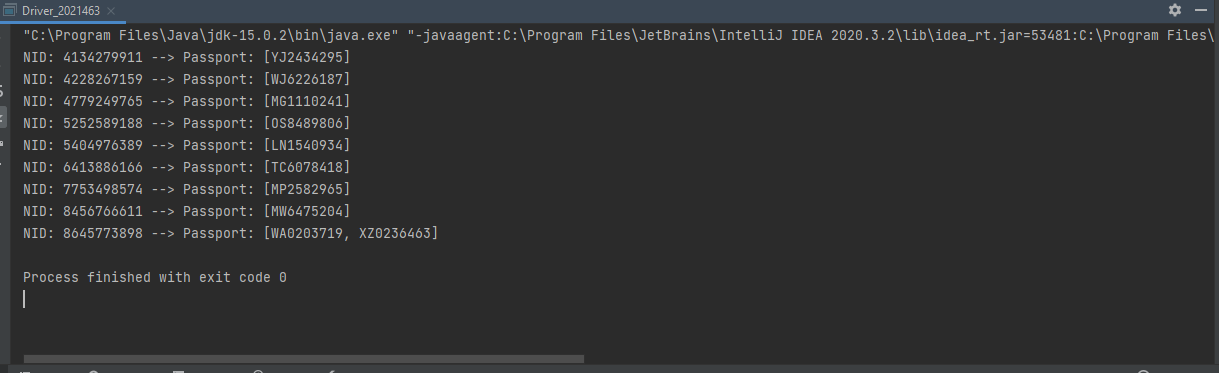 Driver_2021463
"C:\Program Files\Java\jdk-15.0.2\bin\java.exe" "-javaagent:C:\Program Files\JetBrains\IntelliJ IDEA 2020.3.2\lib\idea_rt.jar=53481:C:\Program Files\
NID: 4134279911 --> Passport: [YJ2434295]
NID: 4228267159 --> Passport: [WJ6226187]
NID: 4779249765 --> Passport: [MG1110241]
NID: 5252589188 --> Passport: [OS8489806]
NID: 5404976389 --> Passport: [LN1540934]
NID: 6413886166 --> Passport: [TC6078418]
NID: 7753498574 --> Passport: [MP2582965]
NID: 8456766611 --> Passport: [MW6475204]
NID: 8645773898 --> Passport: [WA0203719, XZ0236463]
Process finished with exit code 0